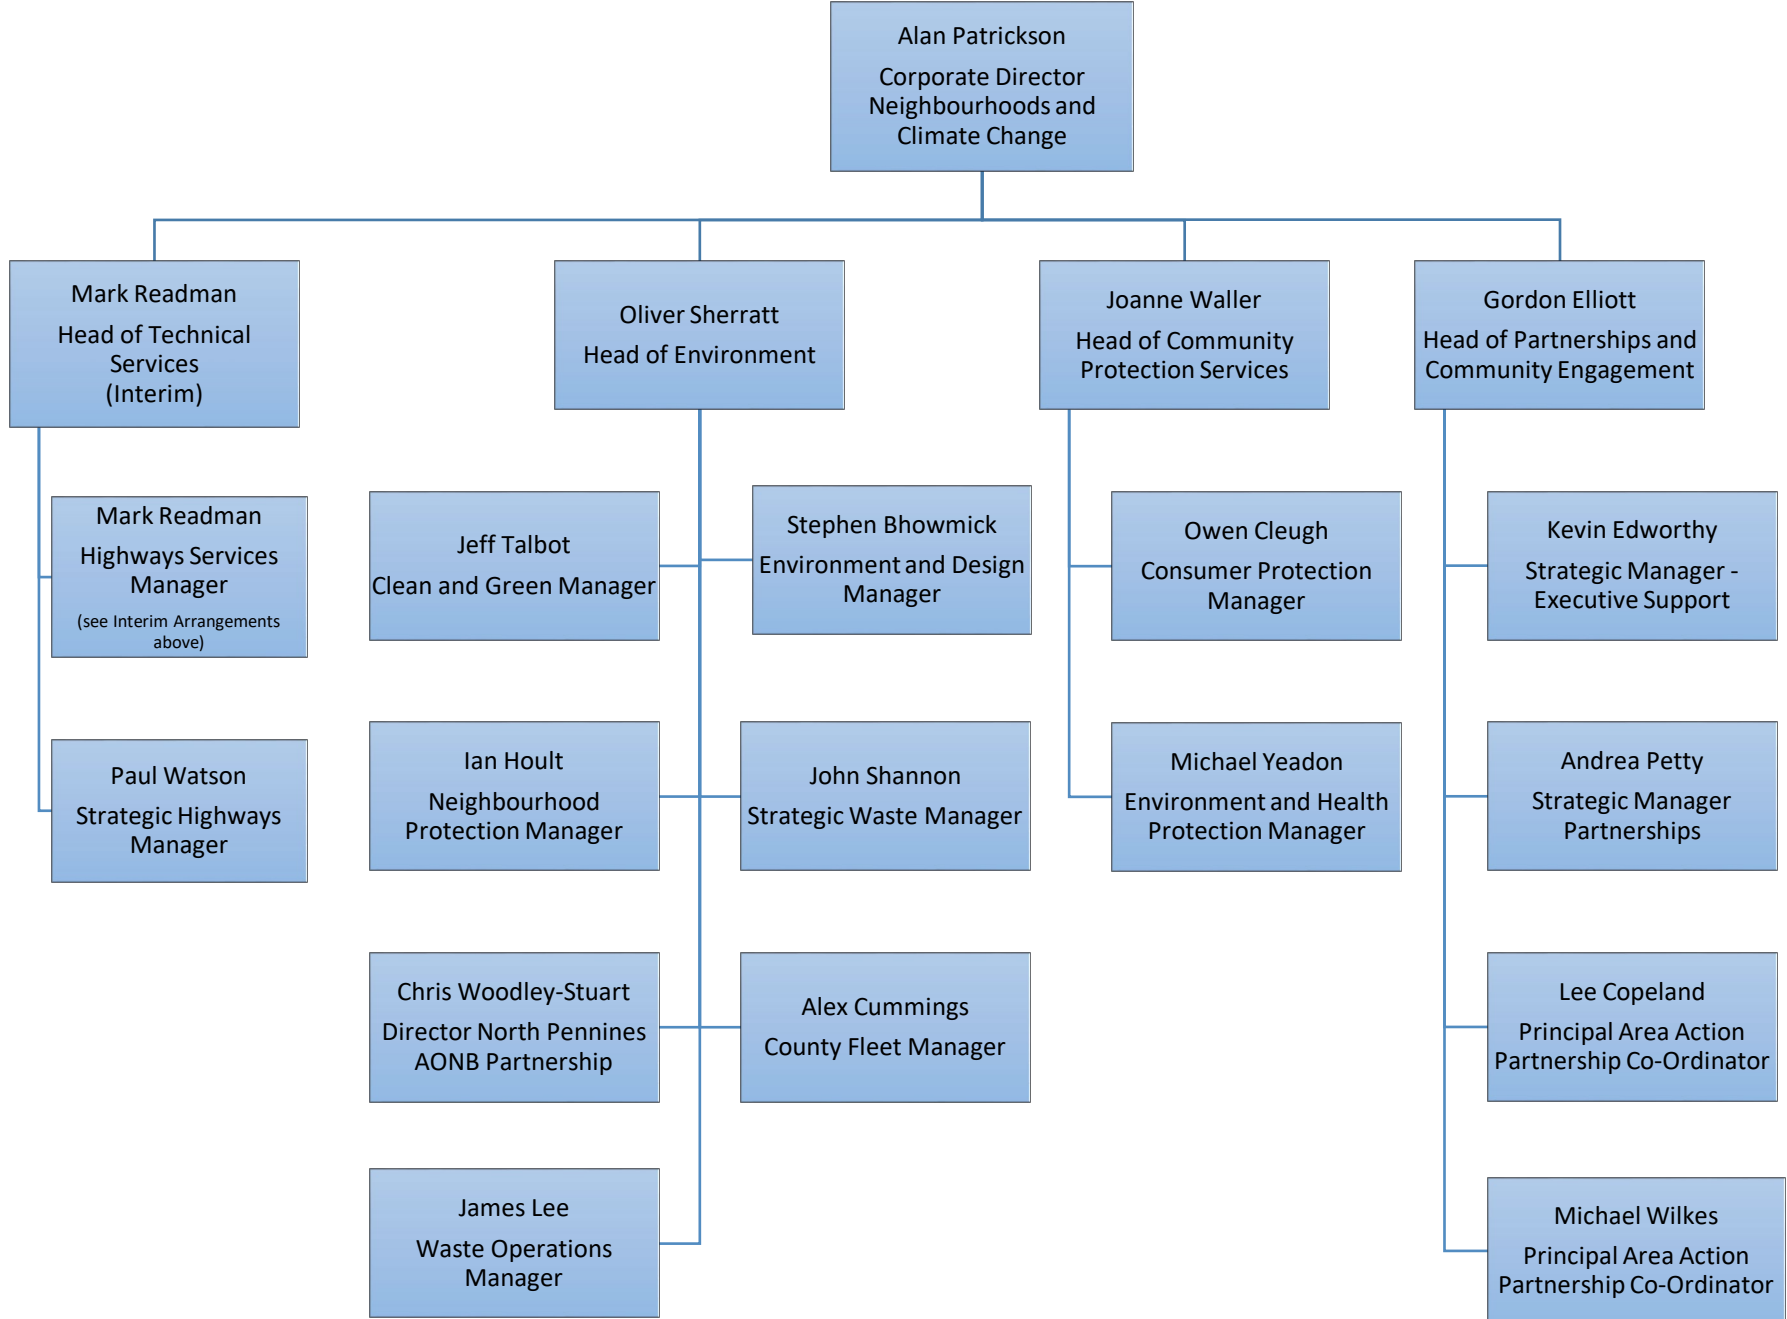 Alan Patrickson
Corporate Director
Neighbourhoods and
Climate Change
Mark Readman
Head of Technical
Services
(Interim)
Oliver Sherratt
Head of Environment
Joanne Waller
Head of Community
Protection Services
Gordon Elliott
Head of Partnerships and
Community Engagement
Mark Readman
Highways Services
Manager
(see Interim Arrangements
above)
Paul Watson
Strategic Highways
Manager
Jeff Talbot
Clean and Green Manager
Stephen Bhowmick
Environment and Design
Manager
Ian Hoult
Neighbourhood
Protection Manager
John Shannon
Strategic Waste Manager
Chris Woodley-Stuart
Director North Pennines
AONB Partnership
Alex Cummings
County Fleet Manager
James Lee
Waste Operations
Manager
Owen Cleugh
Consumer Protection
Manager
Michael Yeadon
Environment and Health
Protection Manager
Kevin Edworthy
Strategic Manager -
Executive Support
Andrea Petty
Strategic Manager
Partnerships
Lee Copeland
Principal Area Action
Partnership Co-Ordinator
Michael Wilkes
Principal Area Action
Partnership Co-Ordinator